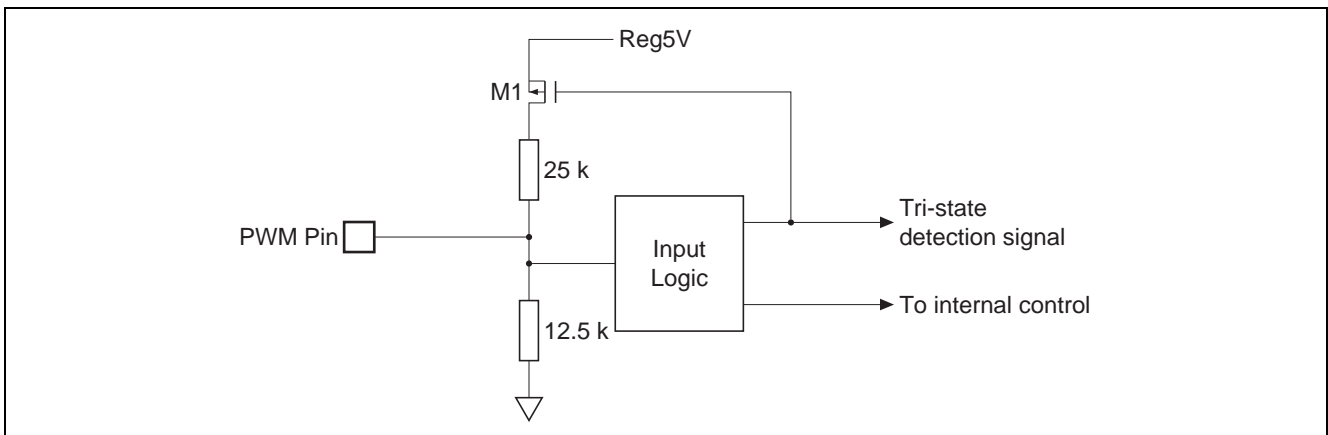 Reg5V
M1
25 k
PWM Pin
Tri-state
detection signal
Input
Logic
To internal control
12.5 k